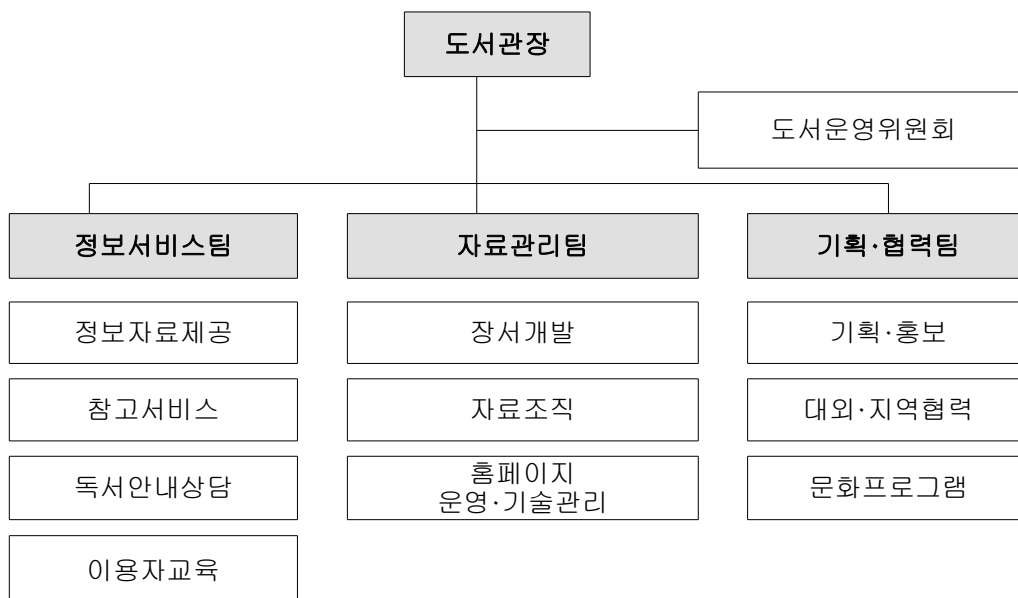 도서관장
도서운영위원회
정보서비스팀
자료관리팀
기획·협력팀
정보자료제공
장서개발
기획·홍보
참고서비스
자료조직
대외·지역협력
독서안내상담
홈페이지
운영·기술관리
문화프로그램
이용자교육